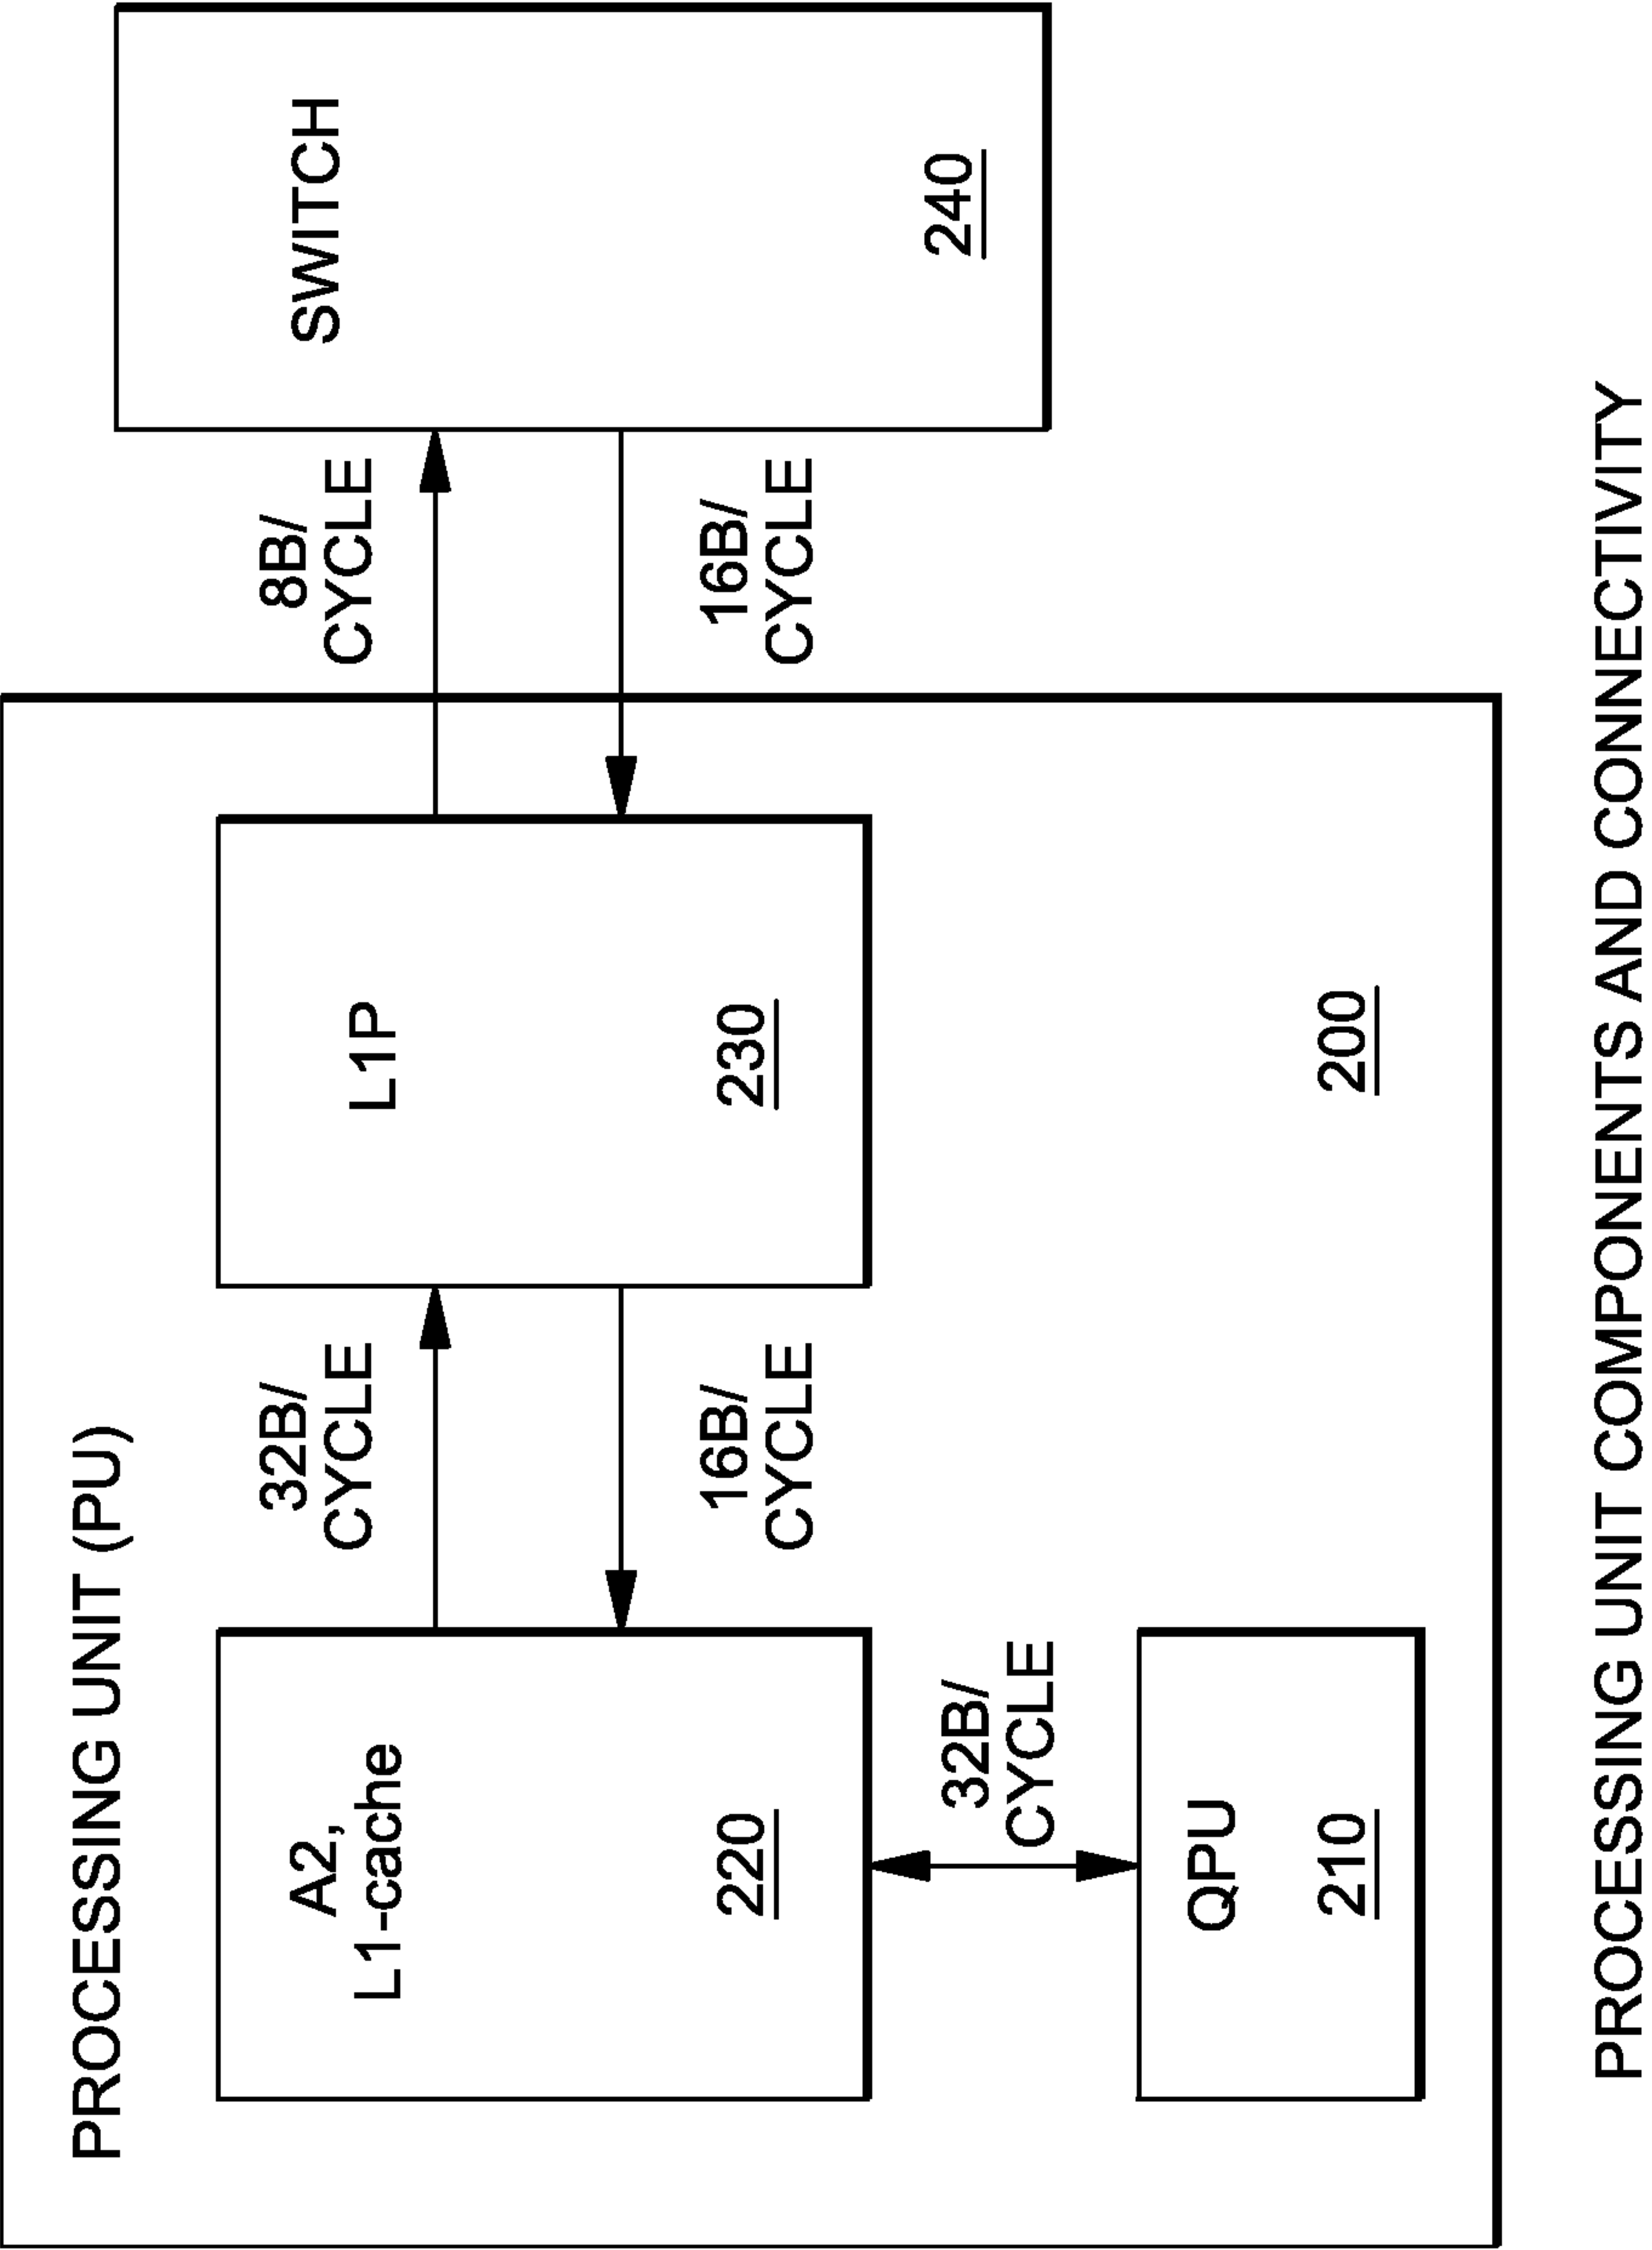 PROCESSING UNIT (PU)
A2,
L1-cache
220
32B/
CYCLE
16B/
CYCLE
L1P
230
8B/
CYCLE
16B/
CYCLE
SWITCH
240
32B/
CYCLE
QPU
210
200
PROCESSING UNIT COMPONENTS AND CONNECTIVITY